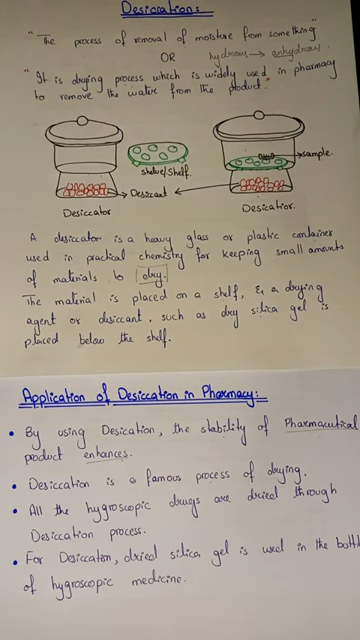 Desiccation:
"The process of removal of moisture from something"
OR hydrous → anhydrous
"It is drying process which is widely used in pharmacy
to remove the water from the product."
shelve/shelf.
sample.
Desiccant
Desiccator
Desicator.
A desiccator is a heavy glass or plastic container
used in practical chemistry for keeping small amounts
of materials to dry.
The material is placed on a shelf, & a drying
agent or desiccant, such as dry silica gel is
placed below the shelf.
Application of Desiccation in Pharmacy:
• By using Desication, the stability of Pharmacutical
product enhances.
• Desiccation is a famous process of drying.
• All the hygroscopic drugs are dried through
Desiccation process.
• For Desiccation, dried silica gel is used in the bottl
of hygroscopic medicine.